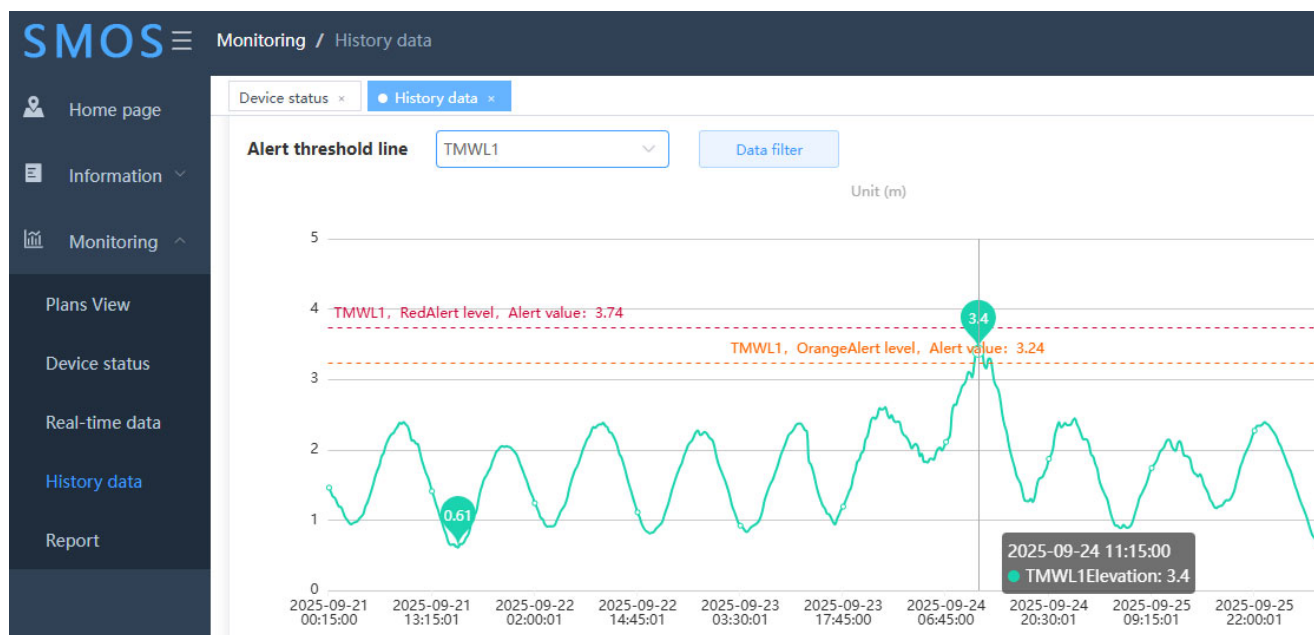 SMOS
Monitoring / History data
Home page
Information
Monitoring
Plans View
Device status
Real-time data
History data
Report
Device status ×
History data ×
Alert threshold line
TMWL1
Data filter
Unit (m)
5
4
3
2
1
0
TMWL1，RedAlert level，Alert value：3.74
TMWL1，OrangeAlert level，Alert value：3.24
3.4
0.61
2025-09-24 11:15:00
TMWL1Elevation: 3.4
2025-09-21
00:15:00
2025-09-21
13:15:01
2025-09-22
02:00:01
2025-09-22
14:45:01
2025-09-23
03:30:01
2025-09-23
17:45:00
2025-09-24
06:45:00
2025-09-24
20:30:01
2025-09-25
09:15:01
2025-09-25
22:00:01